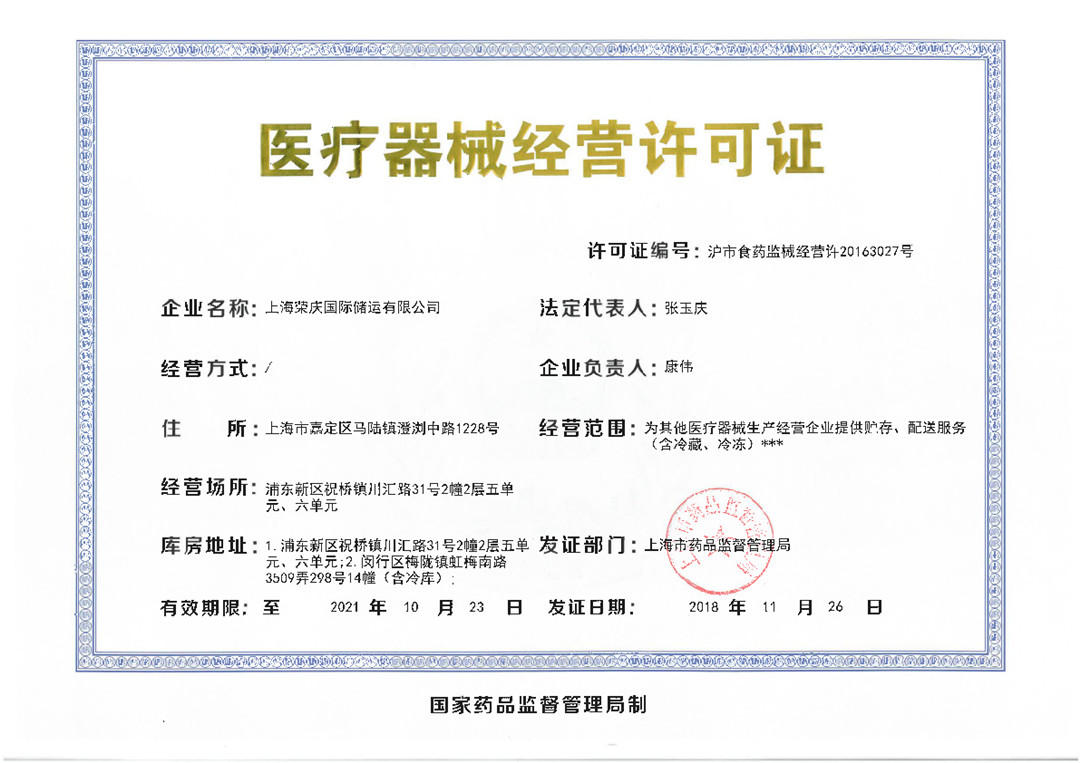 医疗器械经营许可证
许可证编号：沪市食药监械经营许20163027号
企业名称：上海荣庆国际储运有限公司 法定代表人：张玉庆
经营方式：/ 企业负责人：康伟
住 所：上海市嘉定区马陆镇澄浏中路1228号 经营范围：为其他医疗器械生产经营企业提供贮存、配送服务
（含冷藏、冷冻）***
经营场所：浦东新区祝桥镇川汇路31号2幢2层五单
元、六单元
库房地址：1.浦东新区祝桥镇川汇路31号2幢2层五单 发证部门：上海市药品监督管理局
元、六单元;2.闵行区梅陇镇虹梅南路
3509弄298号14幢（含冷库）;
有效期限：至 2021 年 10 月 23 日 发证日期： 2018 年 11 月 26 日
国家药品监督管理局制